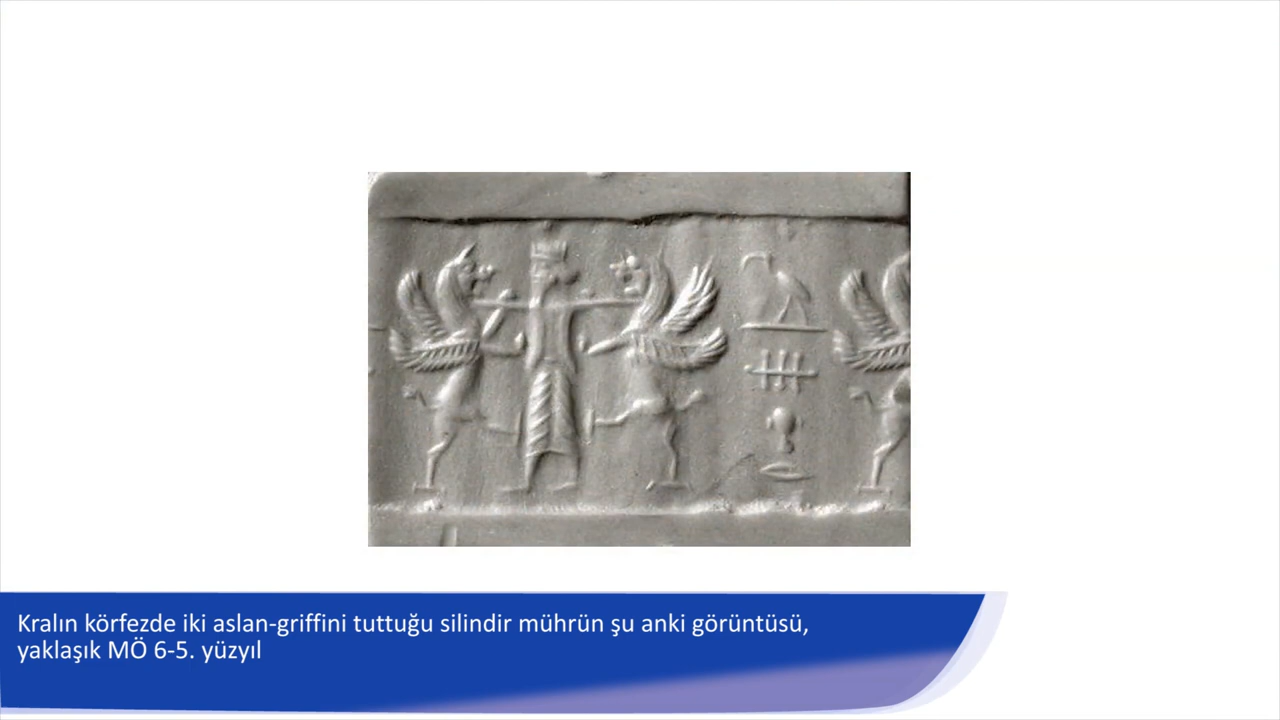 Kralın körfezde iki aslan-griffini tuttuğu silindir mührün şu anki görüntüsü,
yaklaşık MÖ 6-5. yüzyıl